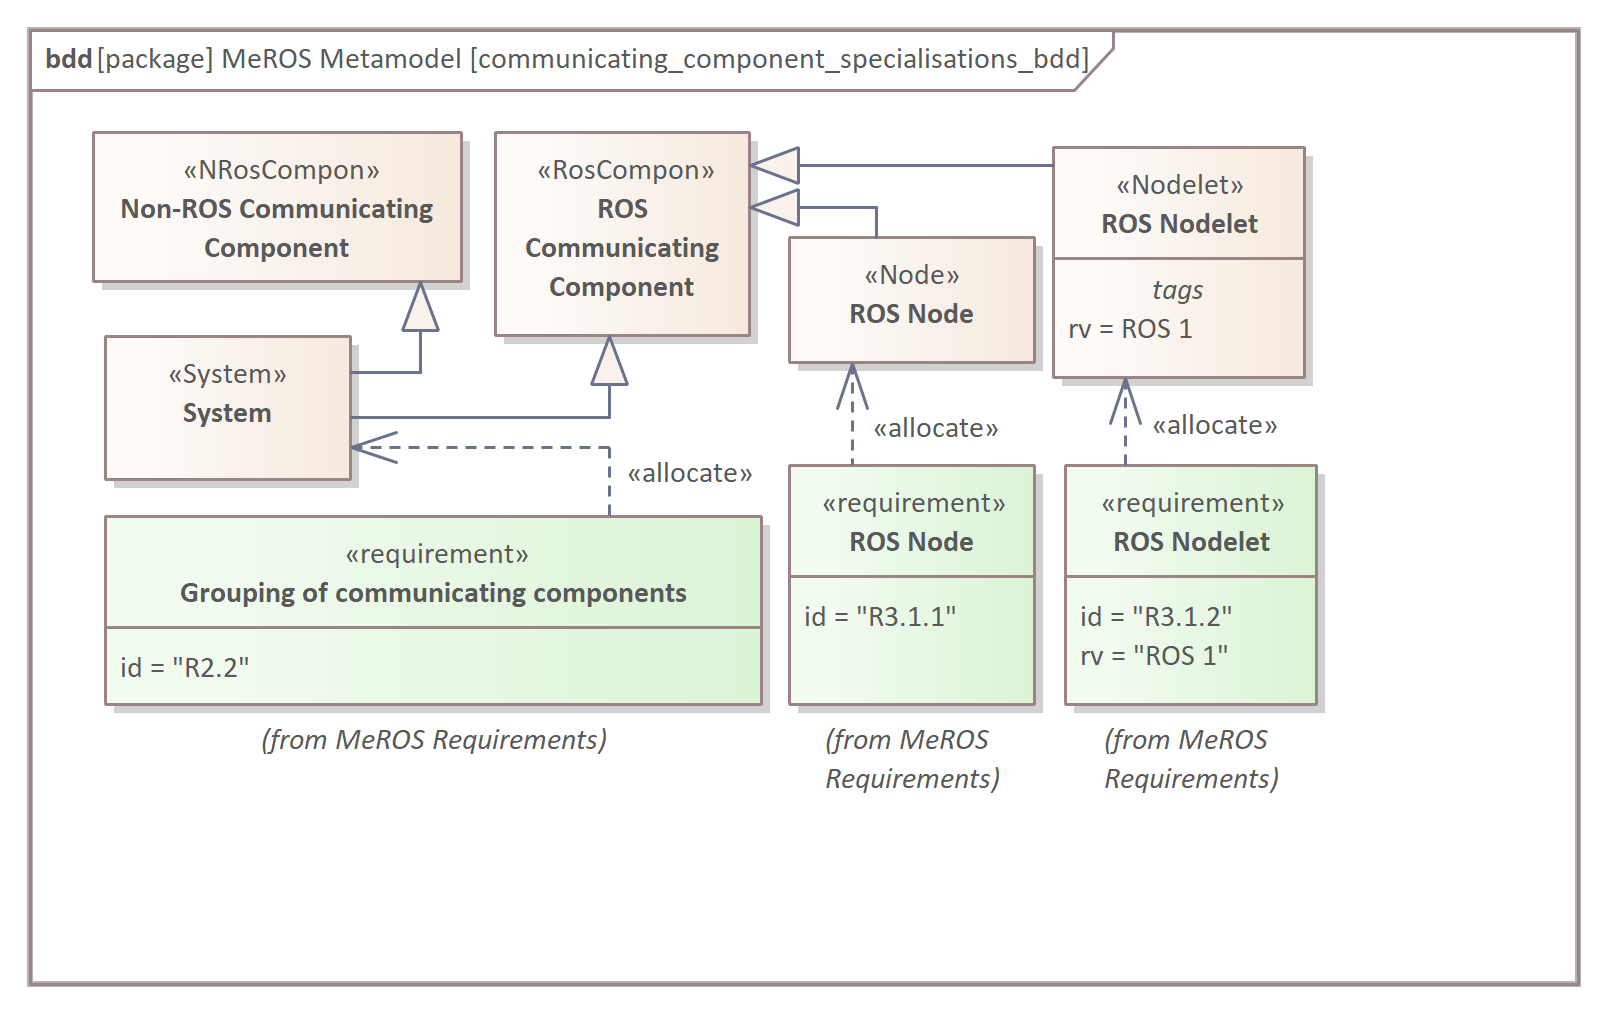 bdd [package] MeROS Metamodel [communicating_component_specialisations_bdd]
«NRosCompon»
Non-ROS Communicating
Component
«RosCompon»
ROS
Communicating
Component
«Nodelet»
ROS Nodelet
tags
rv = ROS 1
«Node»
ROS Node
«System»
System
«allocate»
«allocate»
«allocate»
«requirement»
Grouping of communicating components
id = "R2.2"
(from MeROS Requirements)
«requirement»
ROS Node
id = "R3.1.1"
(from MeROS
Requirements)
«requirement»
ROS Nodelet
id = "R3.1.2"
rv = "ROS 1"
(from MeROS
Requirements)